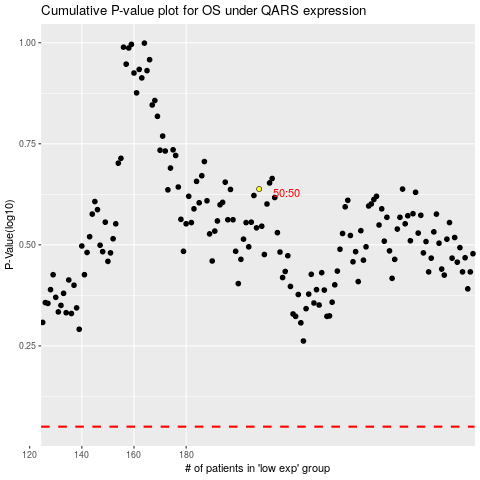 Cumulative P-value plot for OS under QARS expression
1.00
0.75
0.50
0.25
50:50
P-Value(log10)
120 140 160 180
# of patients in 'low exp' group